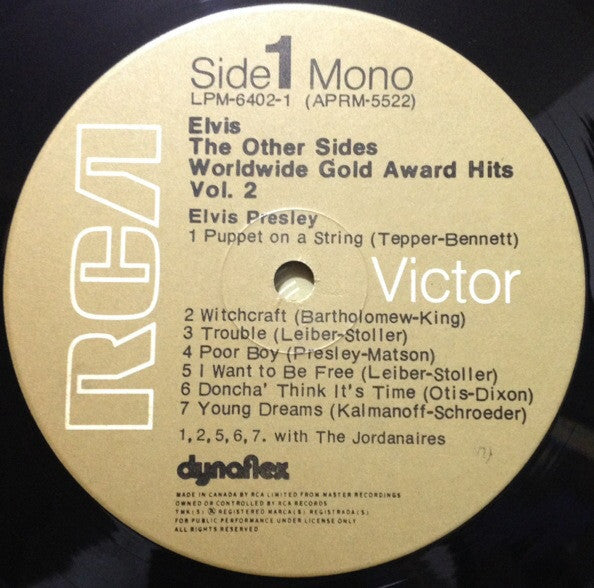 RCA
Side 1 Mono
LPM-6402-1 (APRM-5522)
Elvis
The Other Sides
Worldwide Gold Award Hits
Vol. 2
Elvis Presley
1 Puppet on a String (Tepper-Bennett)
Victor
2 Witchcraft (Bartholomew-King)
3 Trouble (Leiber-Stoller)
4 Poor Boy (Presley-Matson)
5 I Want to Be Free (Leiber-Stoller)
6 Doncha' Think It's Time (Otis-Dixon)
7 Young Dreams (Kalmanoff-Schroeder)
1,2,5,6,7. with The Jordanaires
dynaflex
MADE IN CANADA BY RCA LIMITED FROM MASTER RECORDINGS
OWNED OR CONTROLLED BY RCA RECORDS
TMK(S) ® REGISTERED MARCA(S) REGISTRADA(S)
FOR PUBLIC PERFORMANCE UNDER LICENSE ONLY
ALL RIGHTS RESERVED